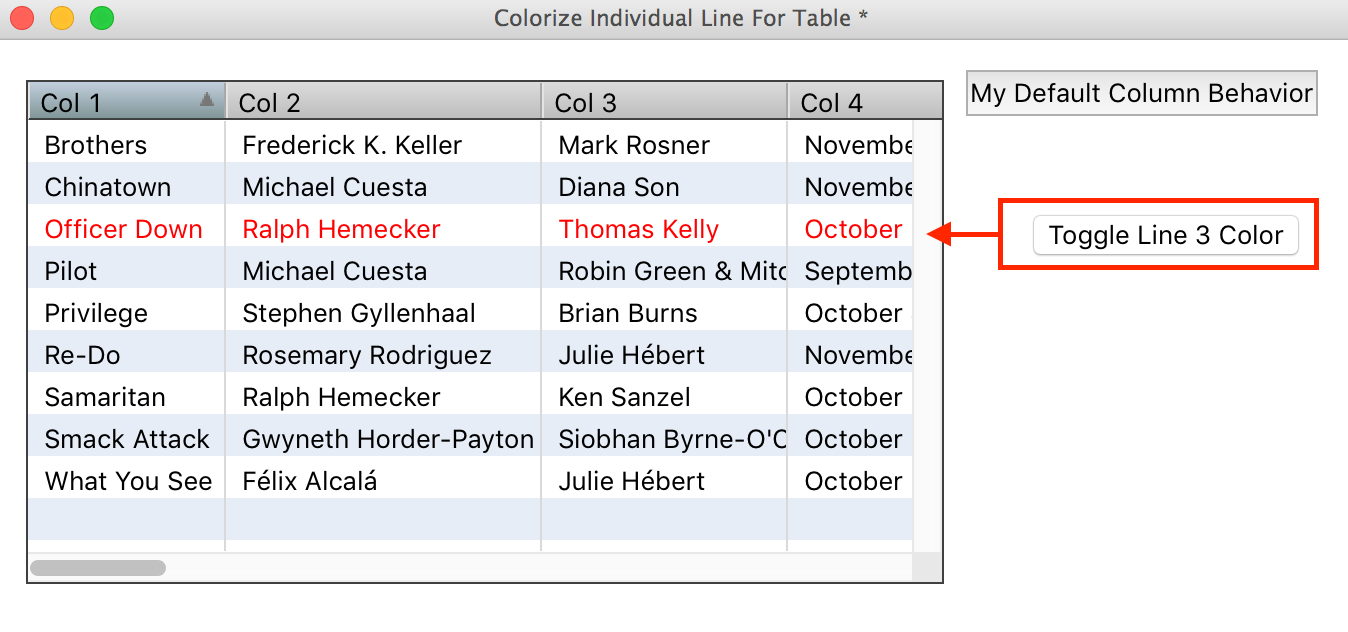 Colorize Individual Line For Table *
Col 1 Col 2 Col 3 Col 4
My Default Column Behavior
Brothers Frederick K. Keller Mark Rosner Novembe
Chinatown Michael Cuesta Diana Son Novembe
Officer Down Ralph Hemecker Thomas Kelly October
Toggle Line 3 Color
Pilot Michael Cuesta Robin Green & Mitc Septemb
Privilege Stephen Gyllenhaal Brian Burns October
Re-Do Rosemary Rodriguez Julie Hébert Novembe
Samaritan Ralph Hemecker Ken Sanzel October
Smack Attack Gwyneth Horder-Payton Siobhan Byrne-O'C October
What You See Félix Alcalá Julie Hébert October